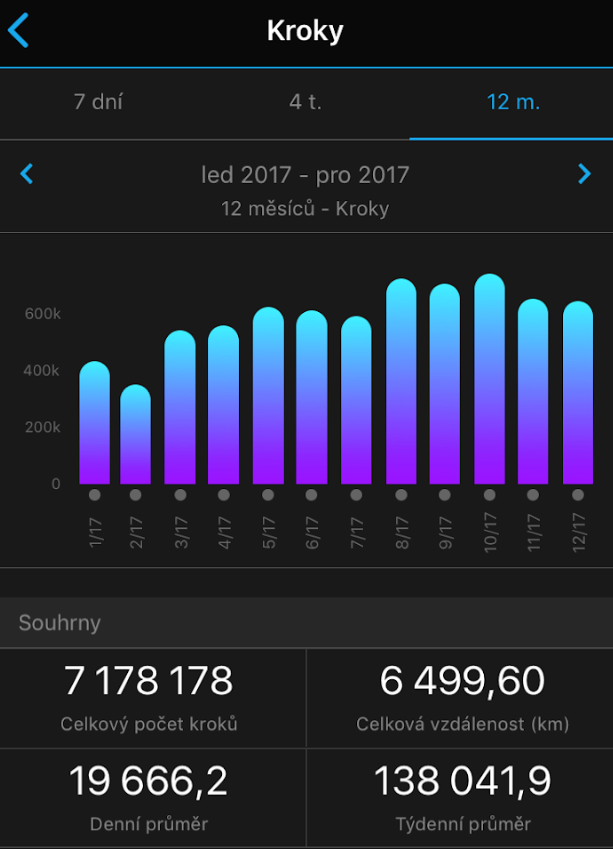 Kroky
7 dní 4 t. 12 m.
led 2017 - pro 2017
12 měsíců - Kroky
600k
400k
200k
0
1/17 2/17 3/17 4/17 5/17 6/17 7/17 8/17 9/17 10/17 11/17 12/17
Souhrny
7 178 178 6 499,60
Celkový počet kroků Celková vzdálenost (km)
19 666,2 138 041,9
Denní průměr Týdenní průměr